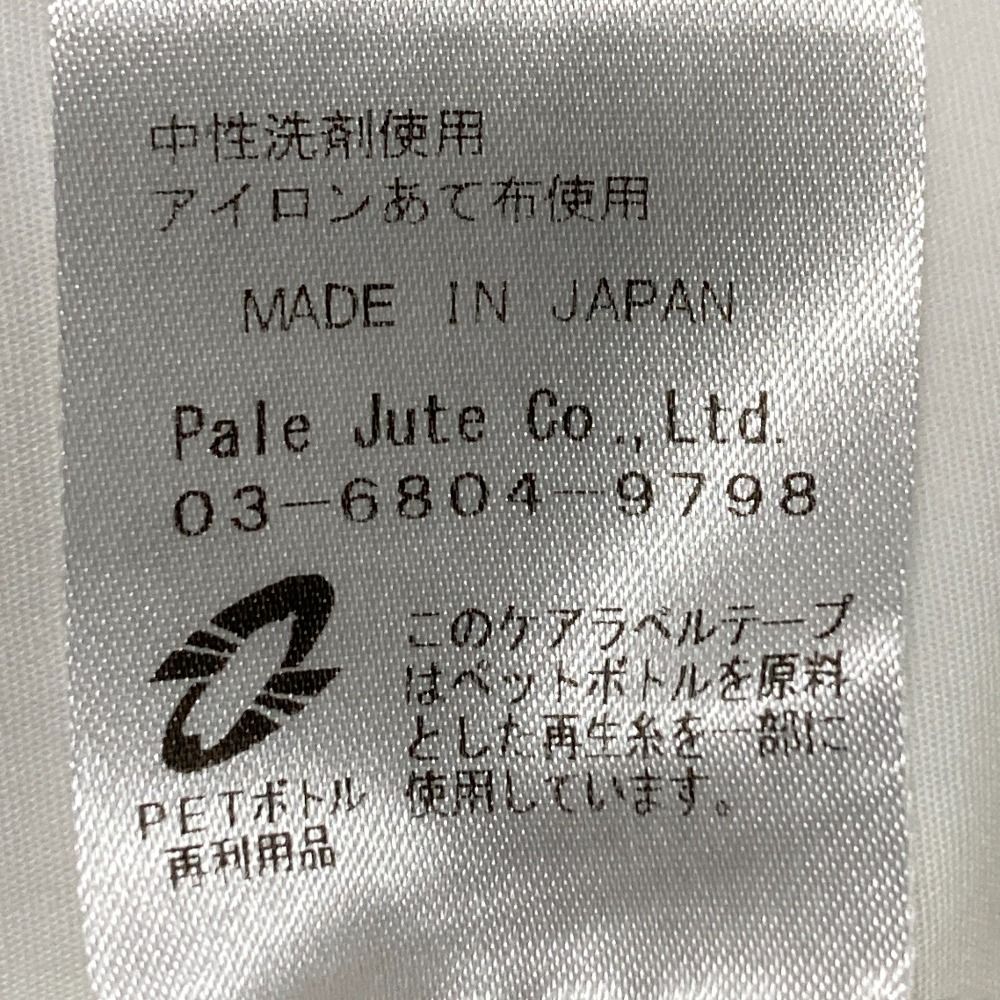 中性洗剤使用
アイロンあて布使用
MADE IN JAPAN
Pale Jute Co.,Ltd.
03-6804-9798
このケアラベルテープ
はペットボトルを原料
とした再生糸を一部に
使用しています。
PETボトル
再利用品